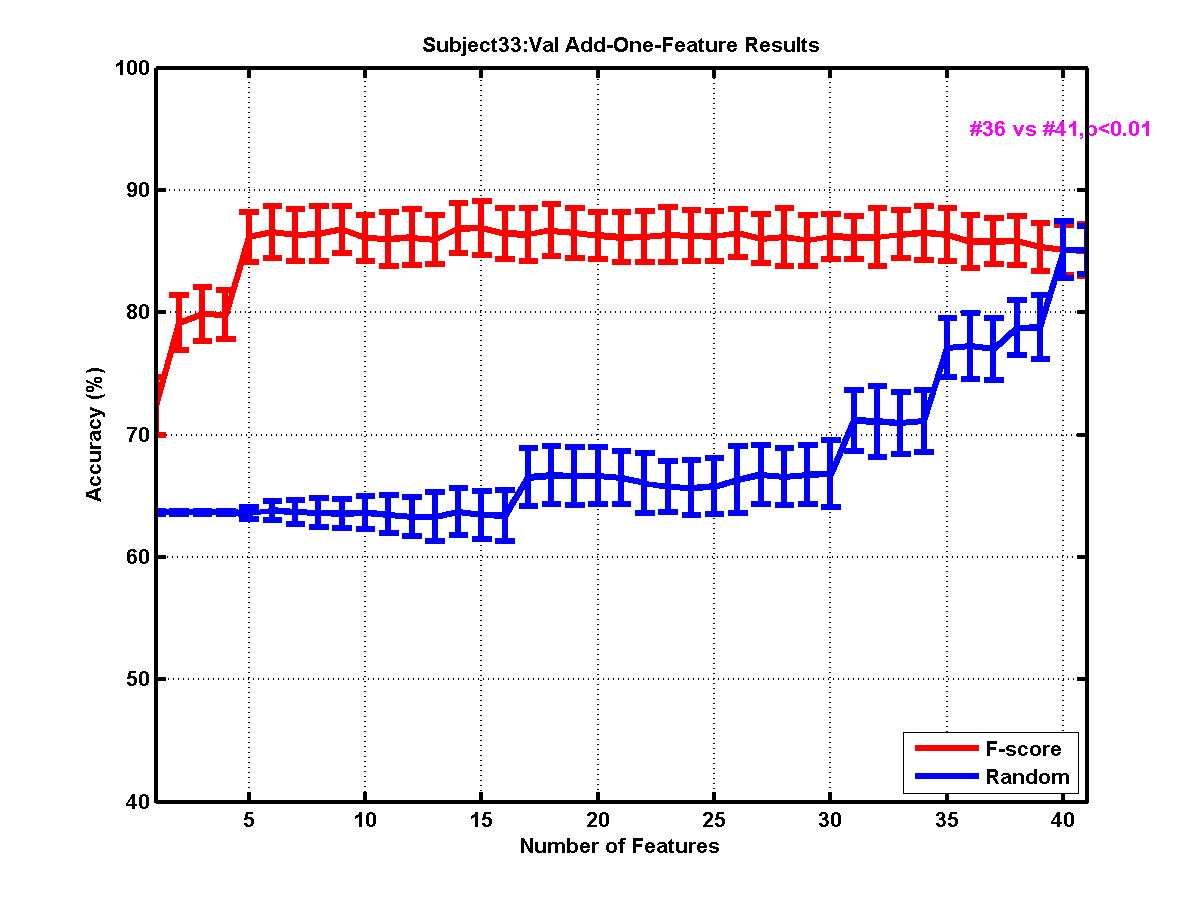 Subject33:Val Add-One-Feature Results
100
90
80
70
60
50
40
Accuracy (%)
#36 vs #41,p<0.01
F-score
Random
5 10 15 20 25 30 35 40
Number of Features